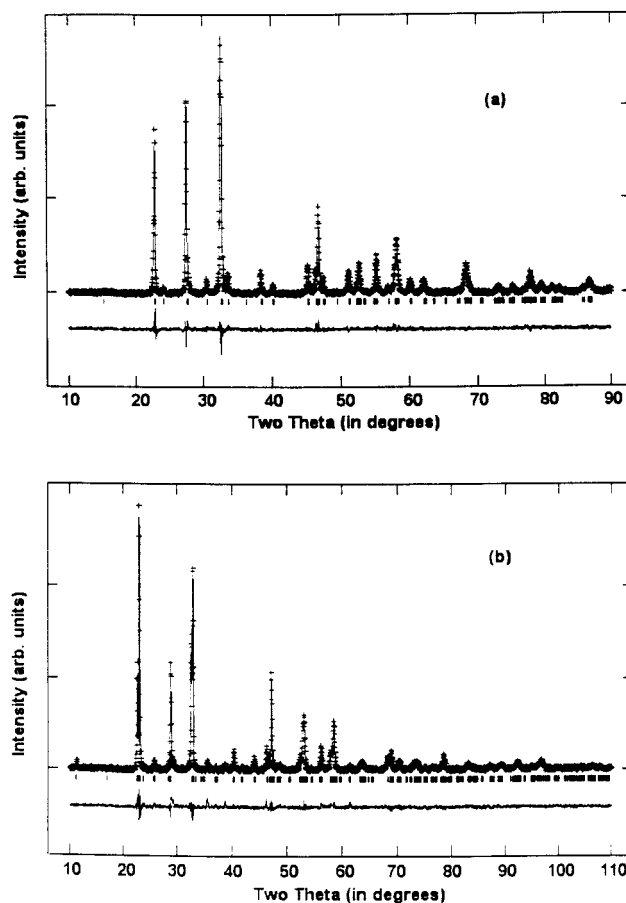 (a)
Intensity (arb. units)
10 20 30 40 50 60 70 80 90
Two Theta (in degrees)
(b)
Intensity (arb. units)
10 20 30 40 50 60 70 80 90 100 110
Two Theta (in degrees)